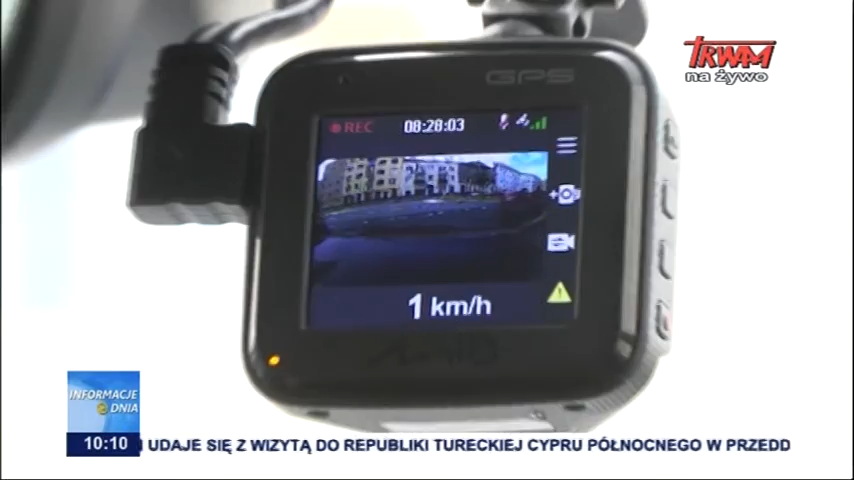 TRWAM
na żywo
GPS
REC
08:28:03
1 km/h
INFORMACJE
DNIA
10:10
UDAJE SIĘ Z WIZYTĄ DO REPUBLIKI TURECKIEJ CYPRU PÓŁNOCNEGO W PRZEDD